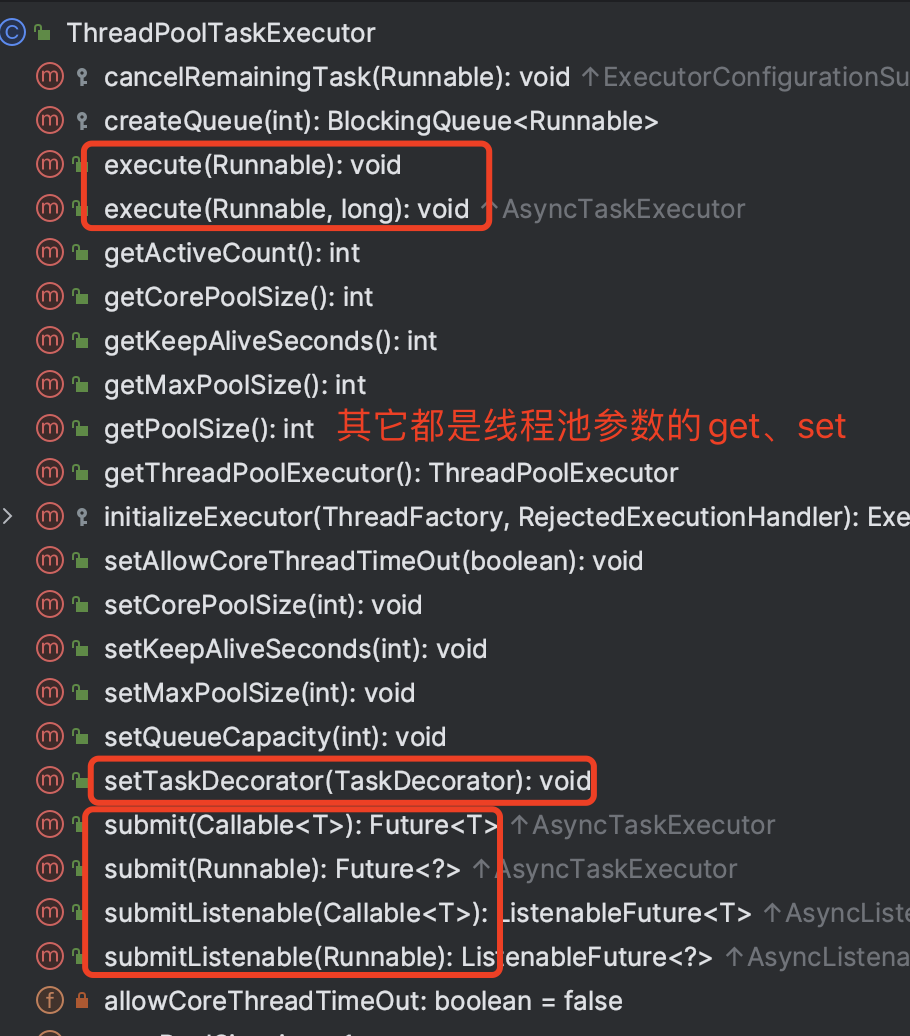 ThreadPoolTaskExecutor
cancelRemainingTask(Runnable): void ↑ExecutorConfigurationSu
createQueue(int): BlockingQueue<Runnable>
execute(Runnable): void
execute(Runnable, long): void ↑AsyncTaskExecutor
getActiveCount(): int
getCorePoolSize(): int
getKeepAliveSeconds(): int
getMaxPoolSize(): int
getPoolSize(): int 其它都是线程池参数的get、set
getThreadPoolExecutor(): ThreadPoolExecutor
initializeExecutor(ThreadFactory, RejectedExecutionHandler): Exe
setAllowCoreThreadTimeOut(boolean): void
setCorePoolSize(int): void
setKeepAliveSeconds(int): void
setMaxPoolSize(int): void
setQueueCapacity(int): void
setTaskDecorator(TaskDecorator): void
submit(Callable<T>): Future<T> ↑AsyncTaskExecutor
submit(Runnable): Future<?> ↑AsyncTaskExecutor
submitListenable(Callable<T>): ListenableFuture<T> ↑AsyncListe
submitListenable(Runnable): ListenableFuture<?> ↑AsyncListena
allowCoreThreadTimeOut: boolean = false